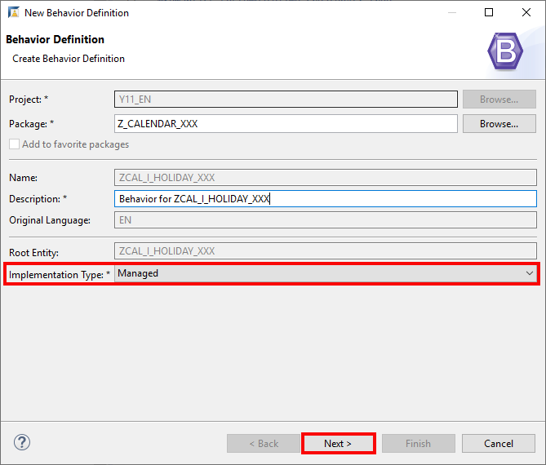 New Behavior Definition
Behavior Definition
Create Behavior Definition
B
Project: * Y11_EN Browse...
Package: * Z_CALENDAR_XXX Browse...
Add to favorite packages
Name: ZCAL_I_HOLIDAY_XXX
Description: * Behavior for ZCAL_I_HOLIDAY_XXX
Original Language: EN
Root Entity: ZCAL_I_HOLIDAY_XXX
Implementation Type: * Managed
? < Back Next > Finish Cancel